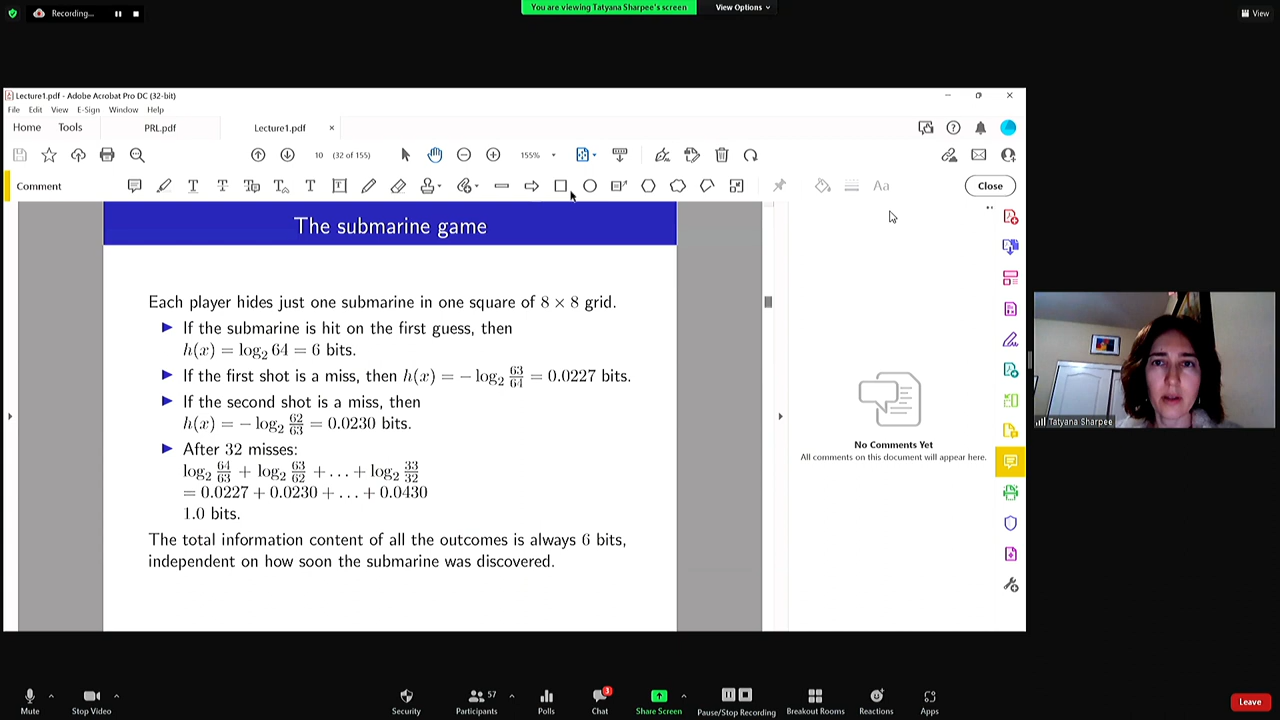 Recording...
You are viewing Tatyana Sharpee's screen
View Options
View
Lecture1.pdf - Adobe Acrobat Pro DC (32-bit)
File Edit View E-Sign Window Help
Home Tools PRL.pdf Lecture1.pdf ×
10 (32 of 155) 155%
Comment
Aa
Close
The submarine game
Each player hides just one submarine in one square of 8 × 8 grid.
▶ If the submarine is hit on the first guess, then
h(x) = log₂ 64 = 6 bits.
▶ If the first shot is a miss, then h(x) = − log₂ 63/64 = 0.0227 bits.
▶ If the second shot is a miss, then
h(x) = − log₂ 62/63 = 0.0230 bits.
▶ After 32 misses:
log₂ 64/63 + log₂ 63/62 + . . . + log₂ 33/32
= 0.0227 + 0.0230 + . . . + 0.0430
1.0 bits.
The total information content of all the outcomes is always 6 bits,
independent on how soon the submarine was discovered.
No Comments Yet
All comments on this document will appear here.
Tatyana Sharpee
Mute
Stop Video
Security
57
Participants
Polls
3
Chat
Share Screen
Pause/Stop Recording
Breakout Rooms
Reactions
Apps
Leave